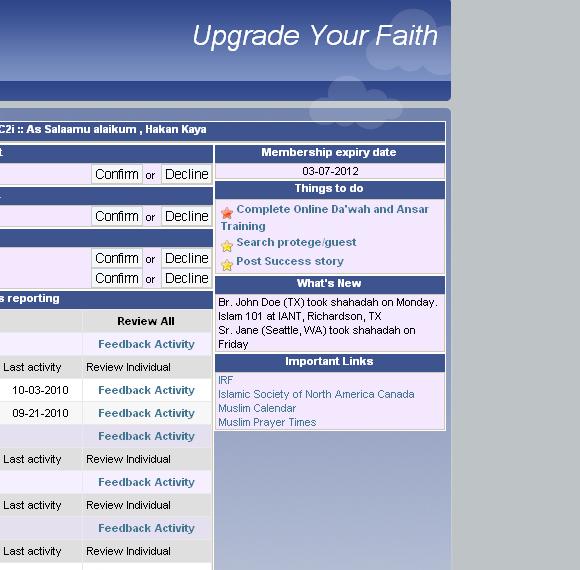 Upgrade Your Faith
C2i :: As Salaamu alaikum , Hakan Kaya
Confirm or Decline
Confirm or Decline
Confirm or Decline
Confirm or Decline
s reporting
Review All
Feedback Activity
Last activity Review Individual
10-03-2010 Feedback Activity
09-21-2010 Feedback Activity
Feedback Activity
Last activity Review Individual
Feedback Activity
Last activity Review Individual
Feedback Activity
Last activity Review Individual
Membership expiry date
03-07-2012
Things to do
Complete Online Da'wah and Ansar
Training
Search protege/guest
Post Success story
What's New
Br. John Doe (TX) took shahadah on Monday.
Islam 101 at IANT, Richardson, TX
Sr. Jane (Seattle, WA) took shahadah on
Friday
Important Links
IRF
Islamic Society of North America Canada
Muslim Calendar
Muslim Prayer Times